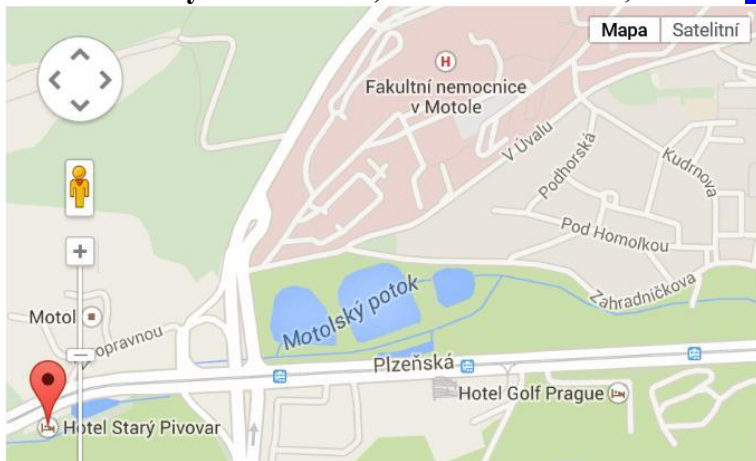 Mapa
Satelitní
H
Fakultní nemocnice
v Motole
V Úvalu
Podhorská
Kudrnova
Pod Homolkou
Zahradníčkova
Motolský potok
Motol
opravnou
Plzeňská
Hotel Golf Prague
Hotel Starý Pivovar